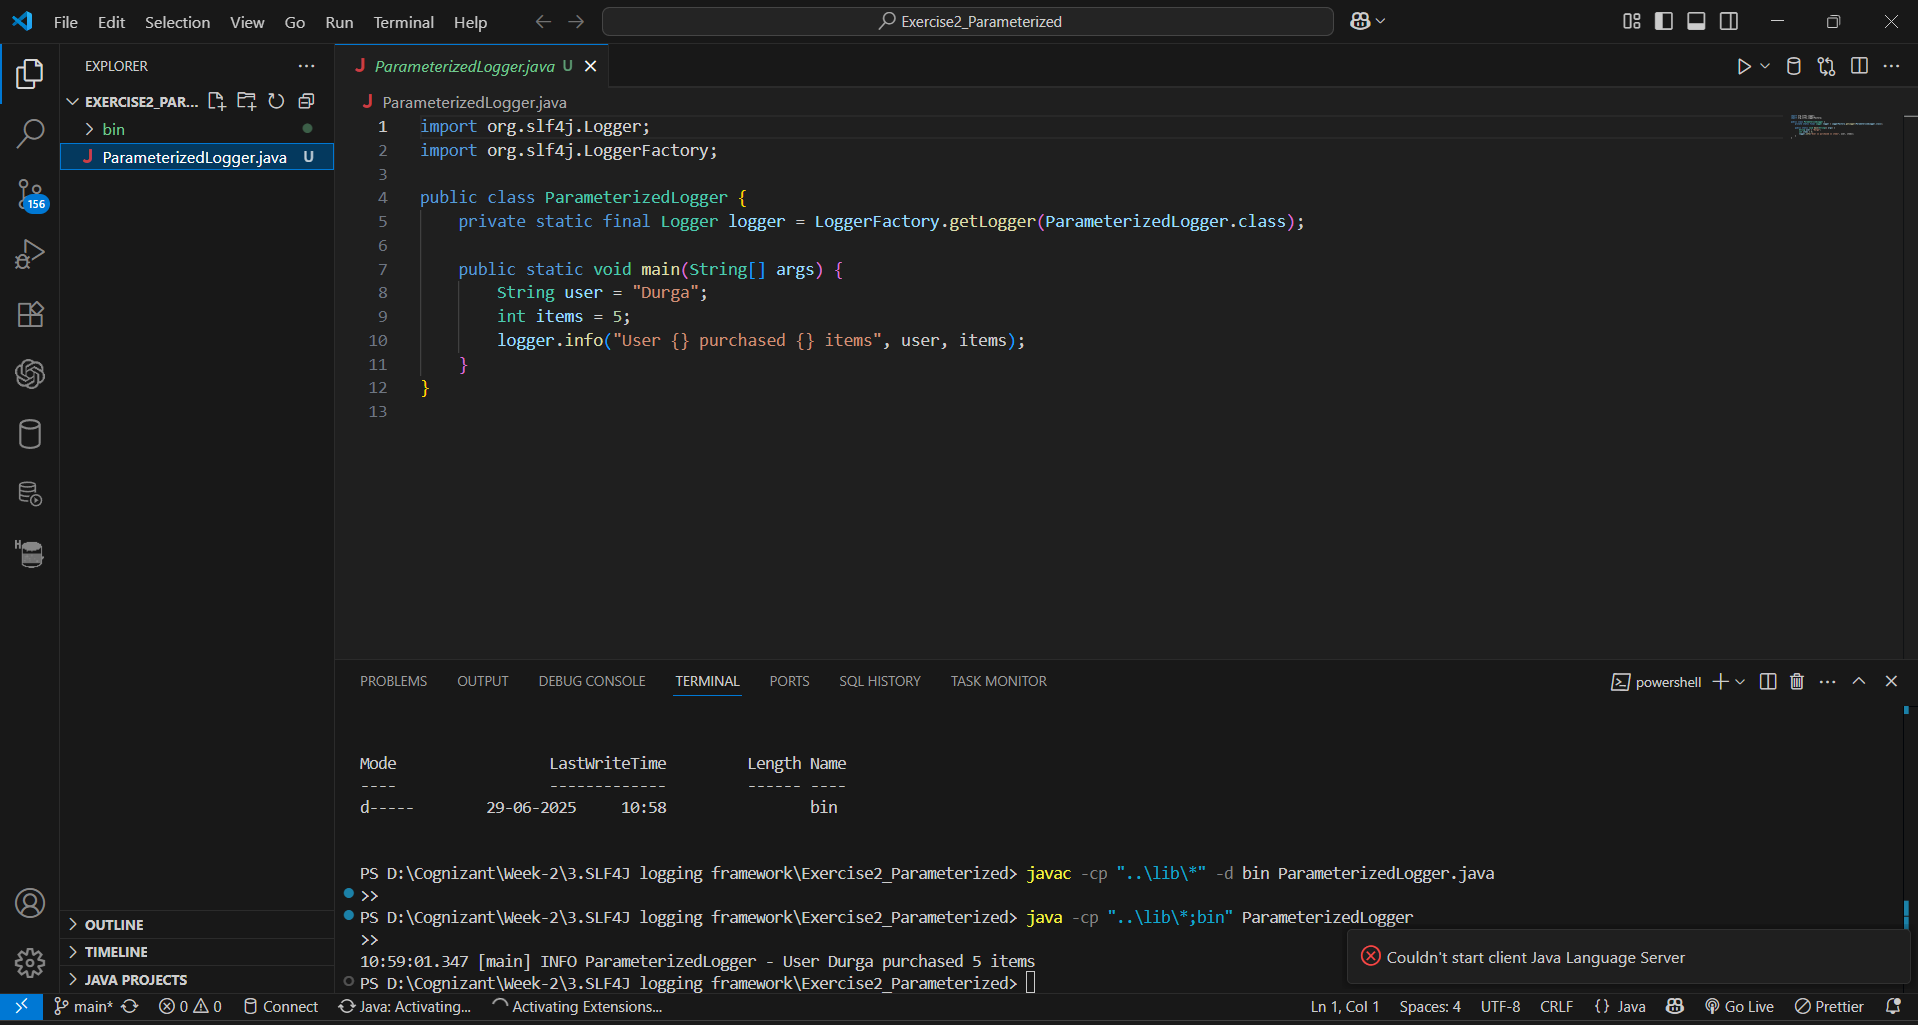 File Edit Selection View Go Run Terminal Help
Exercise2_Parameterized
EXPLORER
EXERCISE2_PAR...
bin
J ParameterizedLogger.java U
156
H
OUTLINE
TIMELINE
JAVA PROJECTS
J ParameterizedLogger.java U
J ParameterizedLogger.java
1 import org.slf4j.Logger;
2 import org.slf4j.LoggerFactory;
3
4 public class ParameterizedLogger {
5 private static final Logger logger = LoggerFactory.getLogger(ParameterizedLogger.class);
6
7 public static void main(String[] args) {
8 String user = "Durga";
9 int items = 5;
10 logger.info("User {} purchased {} items", user, items);
11 }
12 }
13
PROBLEMS OUTPUT DEBUG CONSOLE TERMINAL PORTS SQL HISTORY TASK MONITOR
powershell
Mode LastWriteTime Length Name
---- ------------- ------ ----
d----- 29-06-2025 10:58 bin
PS D:\Cognizant\Week-2\3.SLF4J logging framework\Exercise2_Parameterized> javac -cp "..\lib\*" -d bin ParameterizedLogger.java
>>
PS D:\Cognizant\Week-2\3.SLF4J logging framework\Exercise2_Parameterized> java -cp "..\lib\*;bin" ParameterizedLogger
>>
10:59:01.347 [main] INFO ParameterizedLogger - User Durga purchased 5 items
PS D:\Cognizant\Week-2\3.SLF4J logging framework\Exercise2_Parameterized>
Couldn't start client Java Language Server
main* 0 0 Connect Java: Activating... Activating Extensions... Ln 1, Col 1 Spaces: 4 UTF-8 CRLF {} Java Go Live Prettier